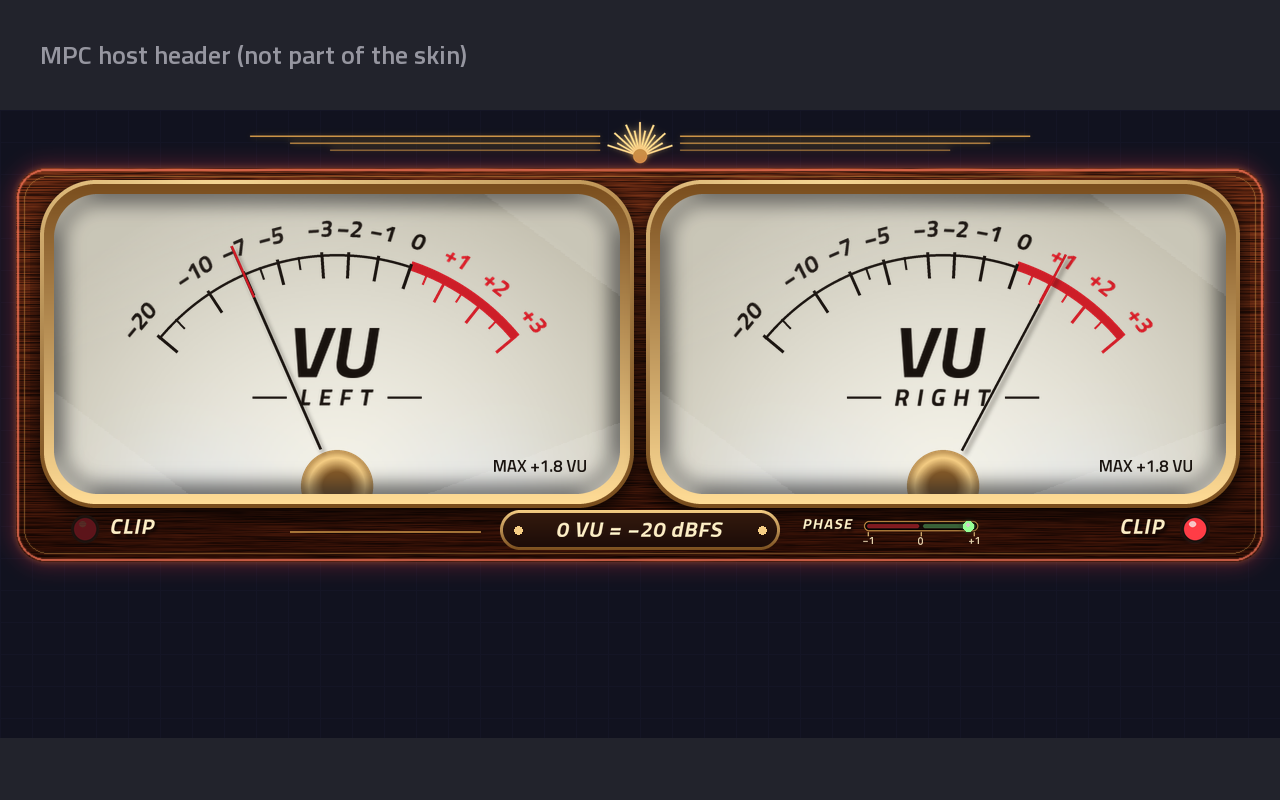 MPC host header (not part of the skin)
−20 −10 −7 −5 −3 −2 −1 0 +1 +2 +3
VU
LEFT
MAX +1.8 VU
−20 −10 −7 −5 −3 −2 −1 0 +1 +2 +3
VU
RIGHT
MAX +1.8 VU
CLIP
0 VU = −20 dBFS
PHASE
−1 0 +1
CLIP